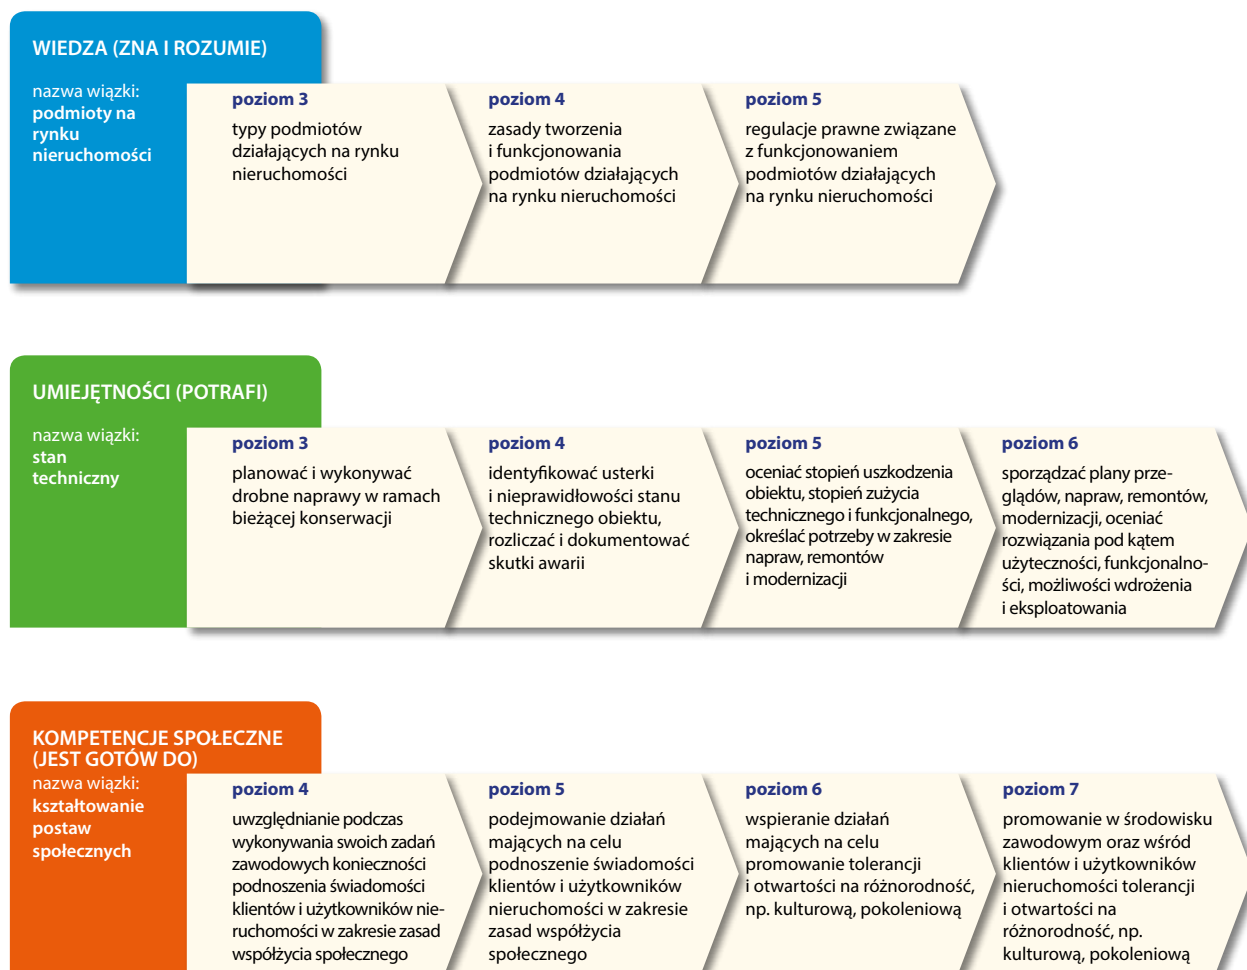 WIEDZA (ZNA I ROZUMIE)
nazwa wiązki:
podmioty na
rynku
nieruchomości
poziom 3
typy podmiotów
działających na rynku
nieruchomości
poziom 4
zasady tworzenia
i funkcjonowania
podmiotów działających
na rynku nieruchomości
poziom 5
regulacje prawne związane
z funkcjonowaniem
podmiotów działających
na rynku nieruchomości
UMIEJĘTNOŚCI (POTRAFI)
nazwa wiązki:
stan
techniczny
poziom 3
planować i wykonywać
drobne naprawy w ramach
bieżącej konserwacji
poziom 4
identyfikować usterki
i nieprawidłowości stanu
technicznego obiektu,
rozliczać i dokumentować
skutki awarii
poziom 5
oceniać stopień uszkodzenia
obiektu, stopień zużycia
technicznego i funkcjonalnego,
określać potrzeby w zakresie
napraw, remontów
i modernizacji
poziom 6
sporządzać plany prze-
glądów, napraw, remontów,
modernizacji, oceniać
rozwiązania pod kątem
użyteczności, funkcjonalno-
ści, możliwości wdrożenia
i eksploatowania
KOMPETENCJE SPOŁECZNE
(JEST GOTÓW DO)
nazwa wiązki:
kształtowanie
postaw
społecznych
poziom 4
uwzględnianie podczas
wykonywania swoich zadań
zawodowych konieczności
podnoszenia świadomości
klientów i użytkowników nie-
ruchomości w zakresie zasad
współżycia społecznego
poziom 5
podejmowanie działań
mających na celu
podnoszenie świadomości
klientów i użytkowników
nieruchomości w zakresie
zasad współżycia
społecznego
poziom 6
wspieranie działań
mających na celu
promowanie tolerancji
i otwartości na różnorodność,
np. kulturową, pokoleniową
poziom 7
promowanie w środowisku
zawodowym oraz wśród
klientów i użytkowników
nieruchomości tolerancji
i otwartości na
różnorodność, np.
kulturową, pokoleniową